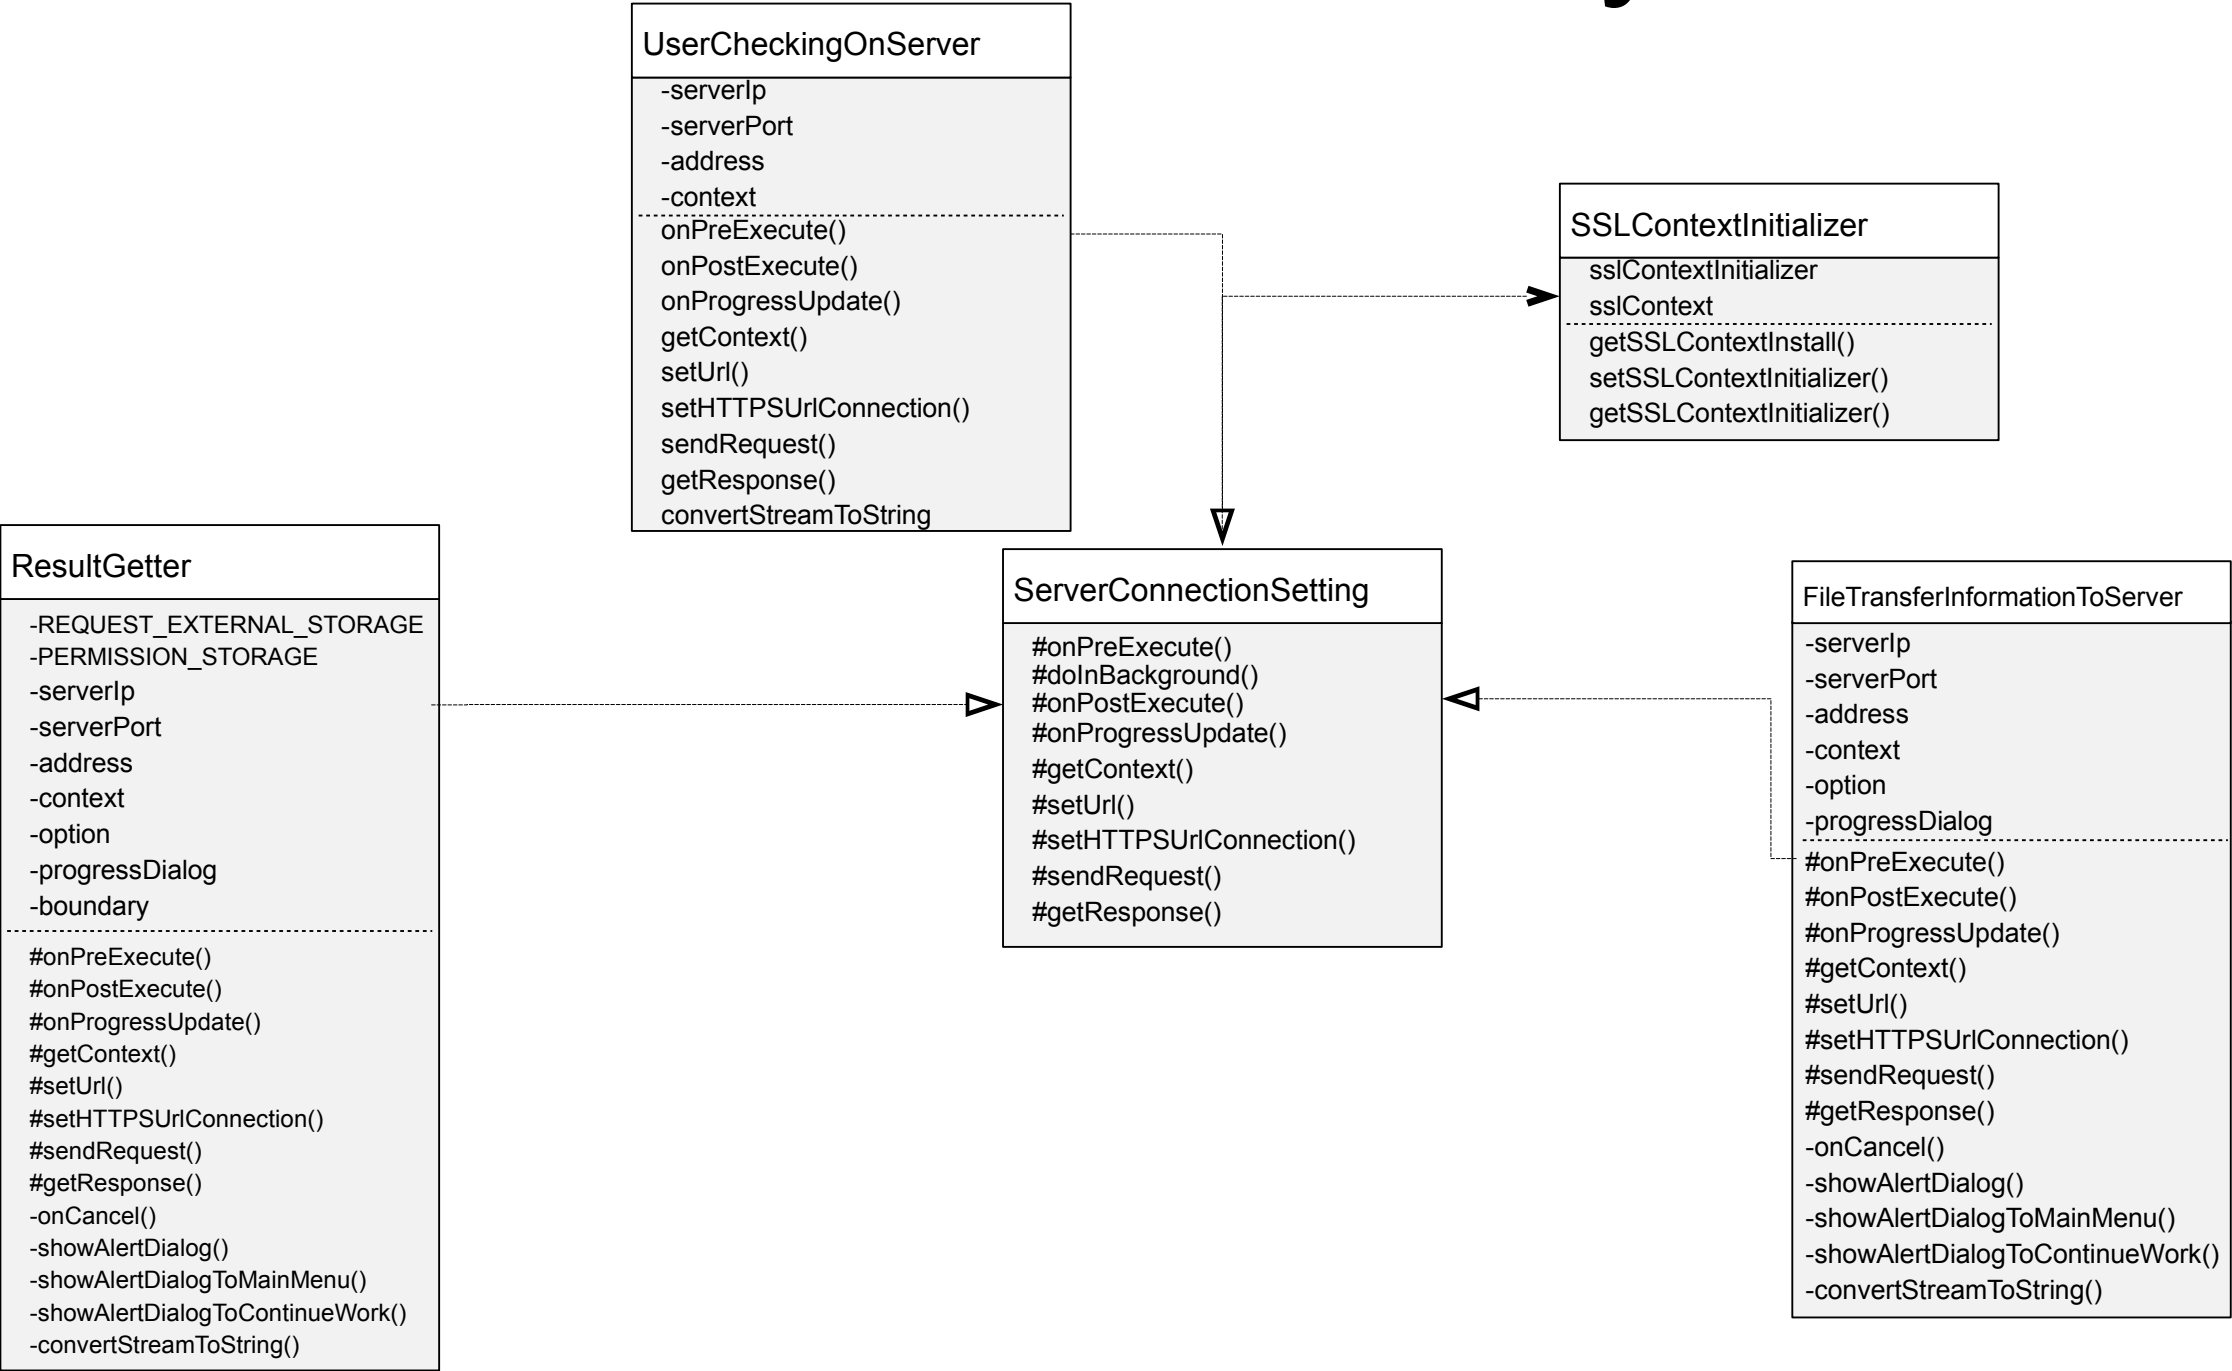 UserCheckingOnServer
-serverIp
-serverPort
-address
-context
onPreExecute()
onPostExecute()
onProgressUpdate()
getContext()
setUrl()
setHTTPSUrlConnection()
sendRequest()
getResponse()
convertStreamToString
SSLContextInitializer
sslContextInitializer
sslContext
getSSLContextInstall()
setSSLContextInitializer()
getSSLContextInitializer()
ResultGetter
-REQUEST_EXTERNAL_STORAGE
-PERMISSION_STORAGE
-serverIp
-serverPort
-address
-context
-option
-progressDialog
-boundary
#onPreExecute()
#onPostExecute()
#onProgressUpdate()
#getContext()
#setUrl()
#setHTTPSUrlConnection()
#sendRequest()
#getResponse()
-onCancel()
-showAlertDialog()
-showAlertDialogToMainMenu()
-showAlertDialogToContinueWork()
-convertStreamToString()
ServerConnectionSetting
#onPreExecute()
#doInBackground()
#onPostExecute()
#onProgressUpdate()
#getContext()
#setUrl()
#setHTTPSUrlConnection()
#sendRequest()
#getResponse()
FileTransferInformationToServer
-serverIp
-serverPort
-address
-context
-option
-progressDialog
#onPreExecute()
#onPostExecute()
#onProgressUpdate()
#getContext()
#setUrl()
#setHTTPSUrlConnection()
#sendRequest()
#getResponse()
-onCancel()
-showAlertDialog()
-showAlertDialogToMainMenu()
-showAlertDialogToContinueWork()
-convertStreamToString()